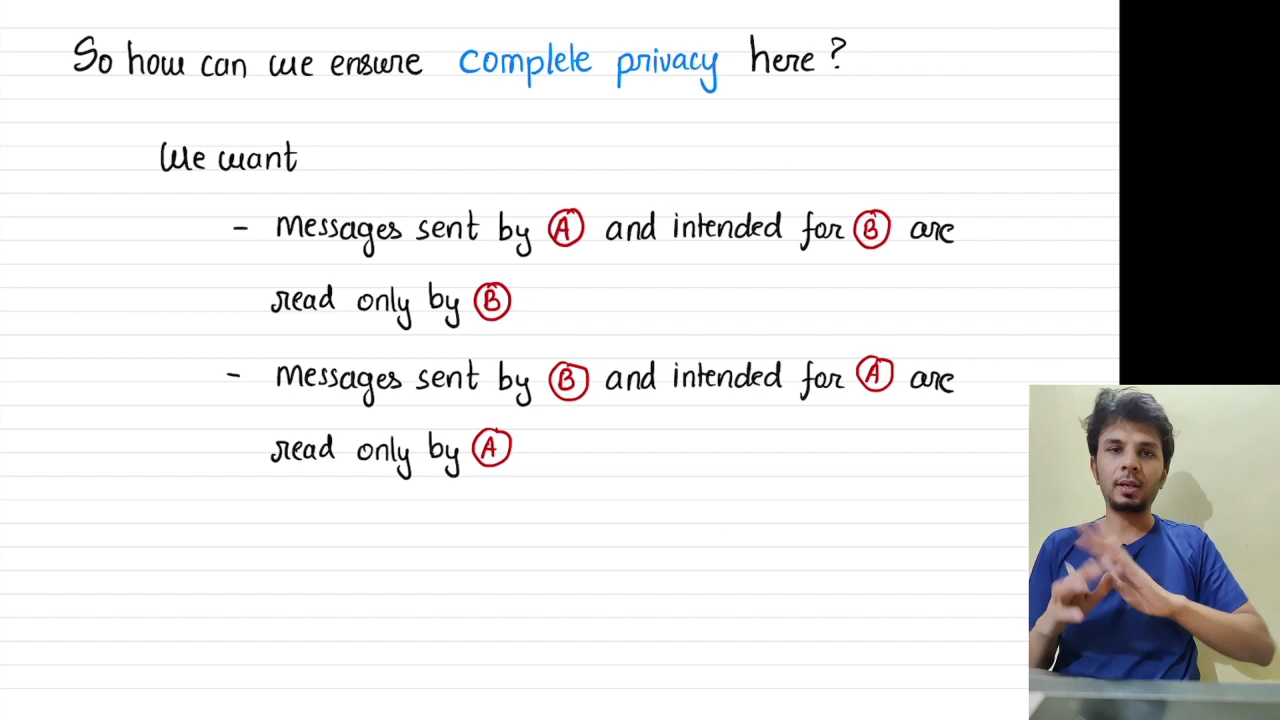 So how can we ensure complete privacy here?
We want
- messages sent by A and intended for B are
read only by B
- messages sent by B and intended for A are
read only by A